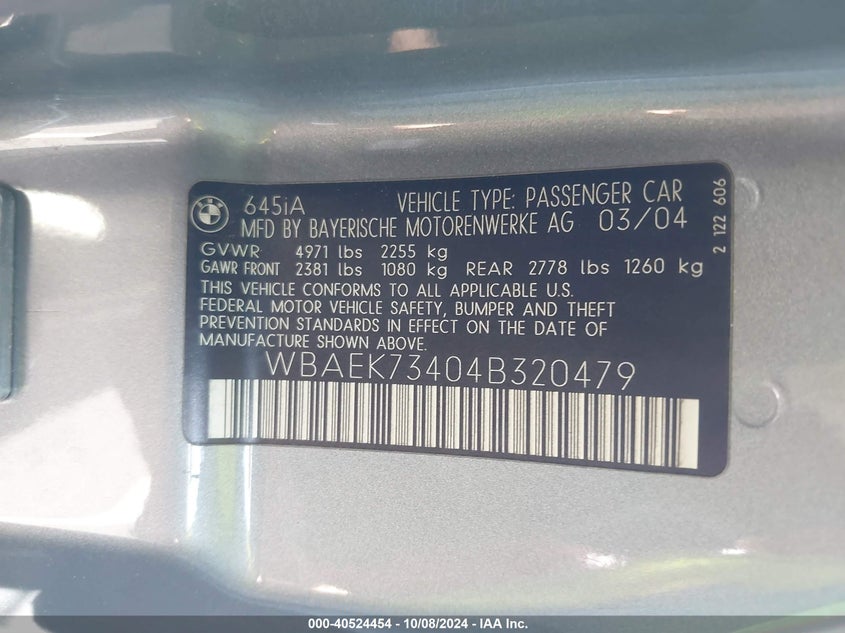 645iA VEHICLE TYPE: PASSENGER CAR
MFD BY BAYERISCHE MOTORENWERKE AG 03/04
GVWR 4971 lbs 2255 kg
GAWR FRONT 2381 lbs 1080 kg REAR 2778 lbs 1260 kg
THIS VEHICLE CONFORMS TO ALL APPLICABLE U.S.
FEDERAL MOTOR VEHICLE SAFETY, BUMPER AND THEFT
PREVENTION STANDARDS IN EFFECT ON THE DATE OF
MANUFACTURE SHOWN ABOVE.
WBAEK73404B320479
2 122 606
000-40524454 - 10/08/2024 - IAA Inc.